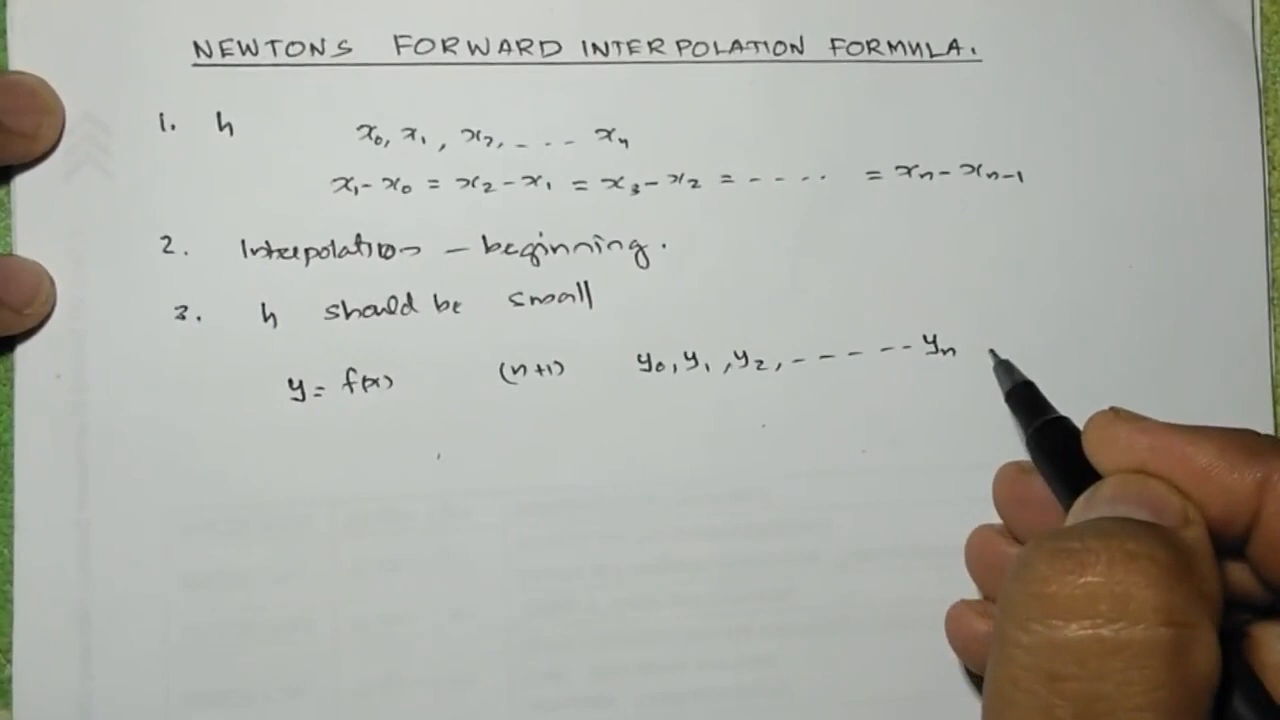 NEWTONS FORWARD INTERPOLATION FORMULA.
1. h x₀, x₁, x₂, - . . - xₙ
x₁ - x₀ = x₂ - x₁ = x₃ - x₂ = - - - . . = xₙ - xₙ₋₁
2. Interpolation - beginning.
3. h should be small
y = f(x) (n+1) y₀, y₁, y₂, - - - - - - yₙ